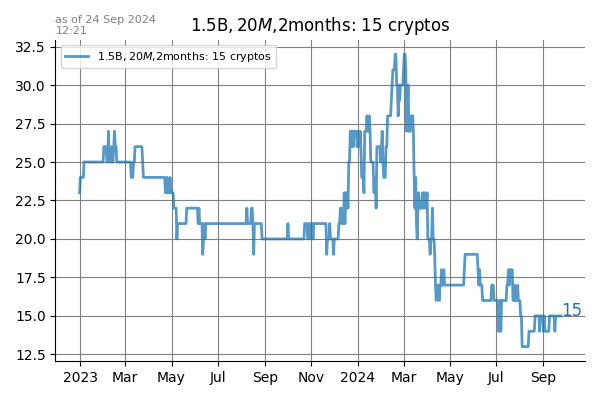 as of 24 Sep 2024
12:21
1.5B, 20M,2months: 15 cryptos
1.5B, 20M,2months: 15 cryptos
32.5
30.0
27.5
25.0
22.5
20.0
17.5
15.0
12.5
15
2023 Mar May Jul Sep Nov 2024 Mar May Jul Sep